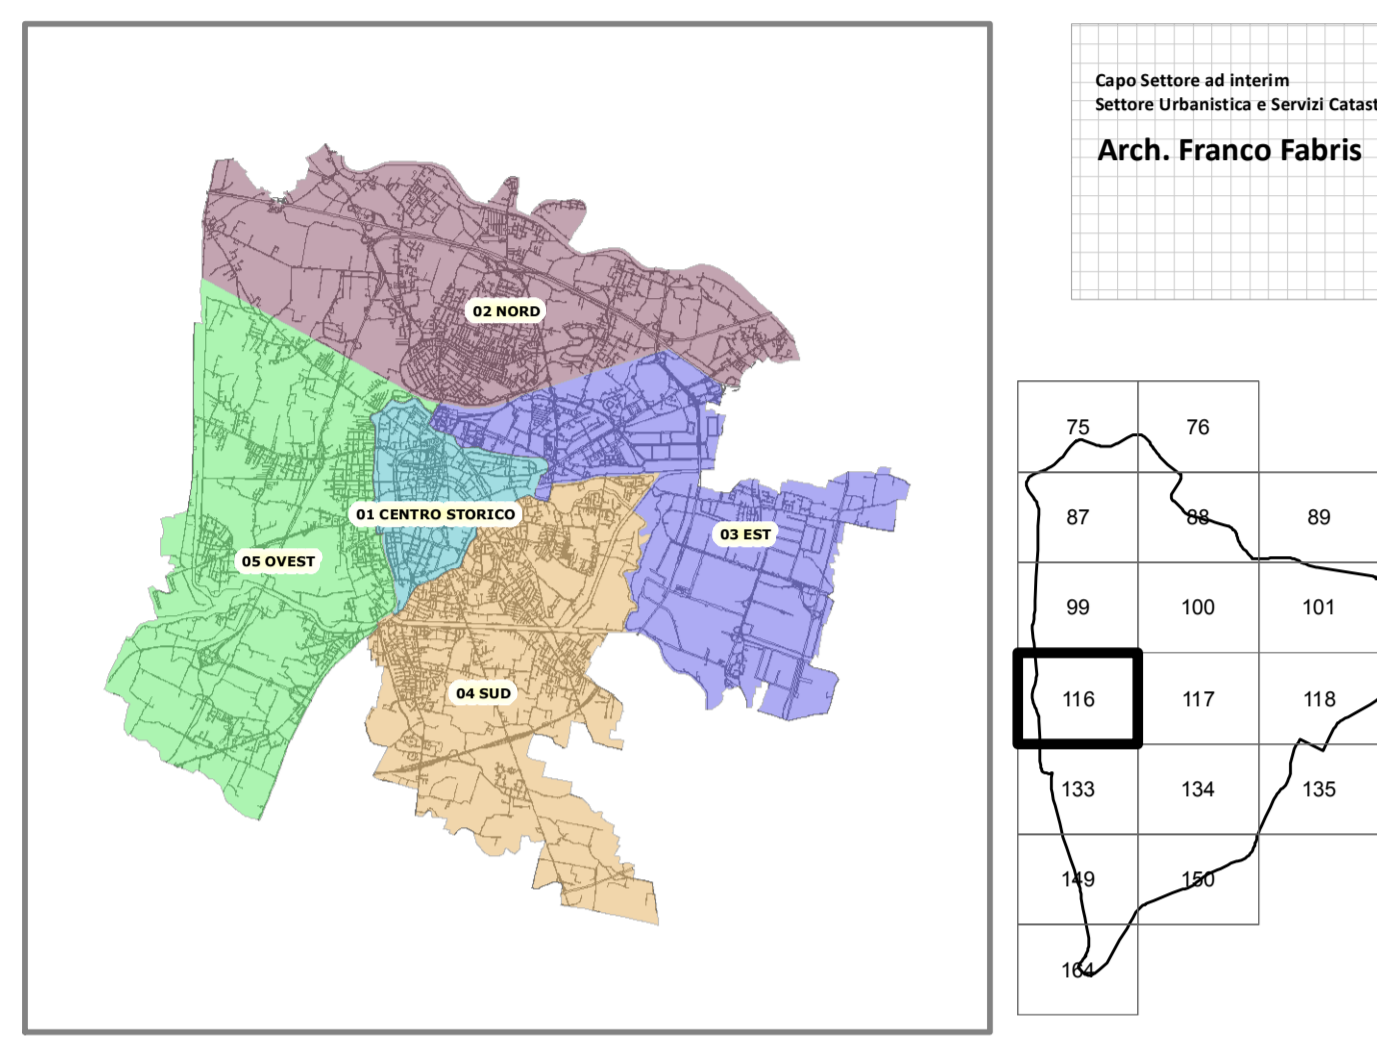 Capo Settore ad interim
Settore Urbanistica e Servizi Catast
Arch. Franco Fabris
02 NORD
01 CENTRO STORICO
03 EST
05 OVEST
04 SUD
75 76
87 88 89
99 100 101
116 117 118
133 134 135
149 150
164